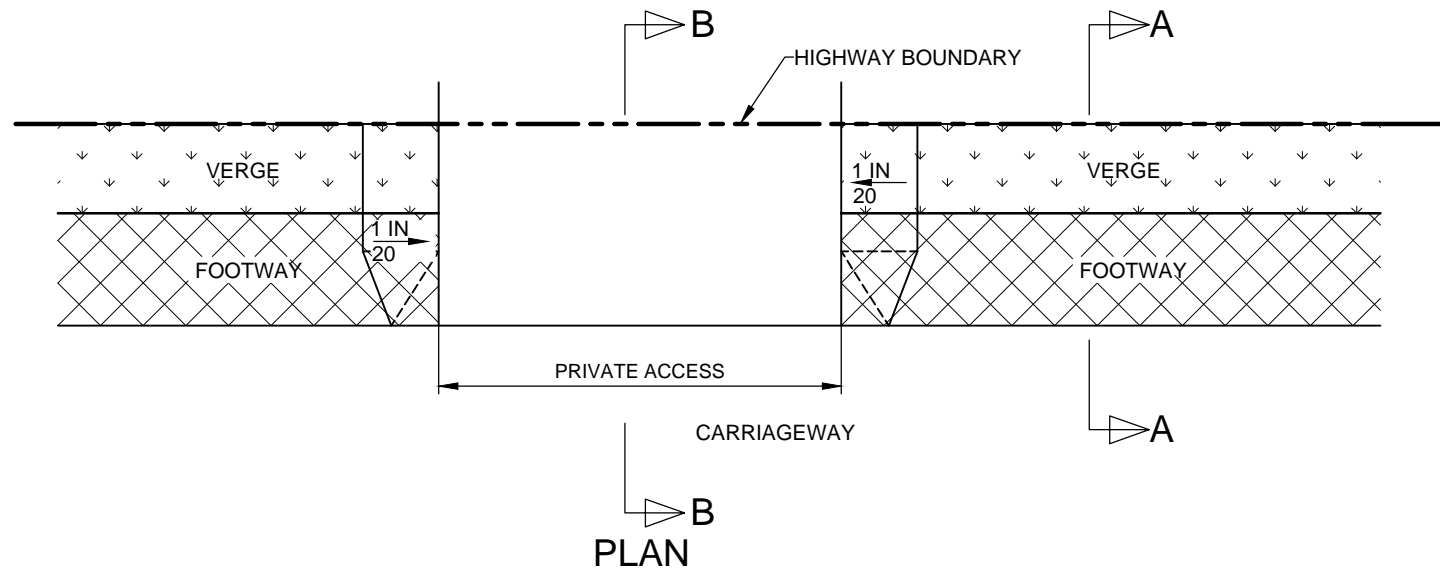 B
A
HIGHWAY BOUNDARY
VERGE
1 IN
20
VERGE
1 IN
20
FOOTWAY
FOOTWAY
PRIVATE ACCESS
CARRIAGEWAY
A
B
PLAN